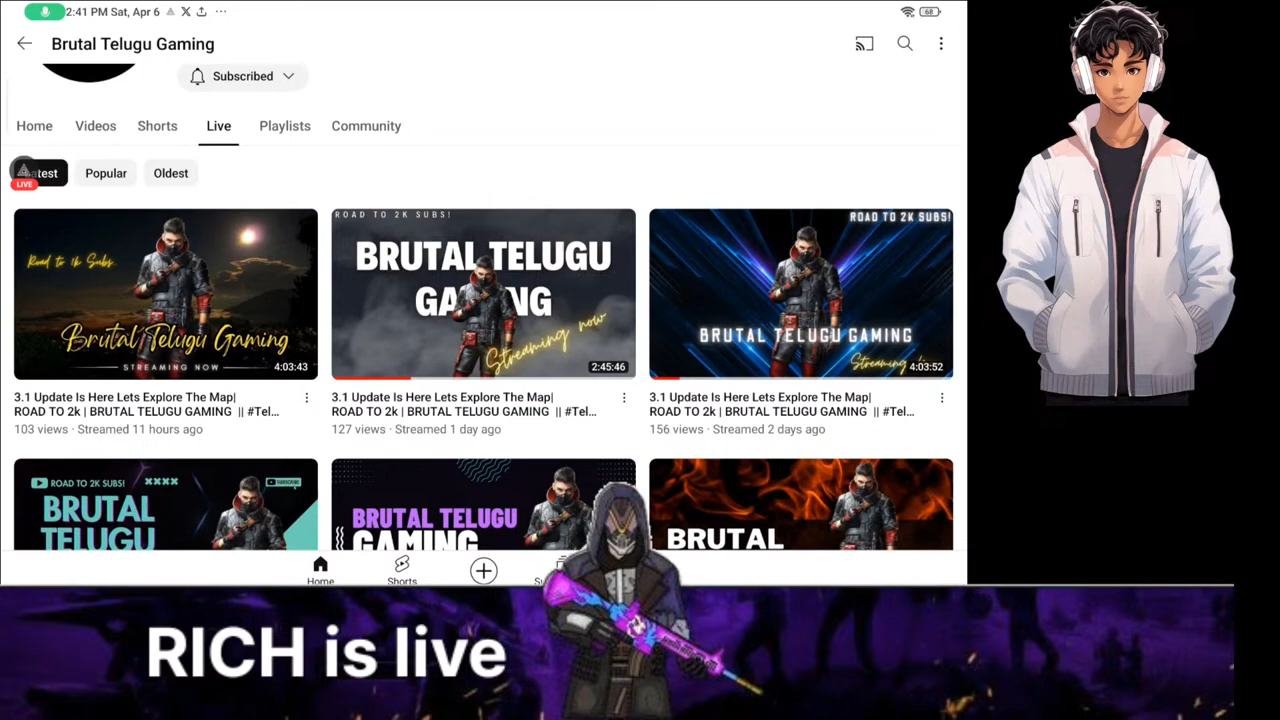 2:41 PM Sat, Apr 6
68
Brutal Telugu Gaming
Subscribed
Home Videos Shorts Live Playlists Community
LIVE
Popular Oldest
Road to 1k Subs
Brutal Telugu Gaming
STREAMING NOW
4:03:43
ROAD TO 2K SUBS!
BRUTAL TELUGU
Streaming now
2:45:46
ROAD TO 2K SUBS!
BRUTAL TELUGU GAMING
Streaming
4:03:52
3.1 Update Is Here Lets Explore The Map|
ROAD TO 2k | BRUTAL TELUGU GAMING || #Tel...
103 views · Streamed 11 hours ago
3.1 Update Is Here Lets Explore The Map|
ROAD TO 2k | BRUTAL TELUGU GAMING || #Tel...
127 views · Streamed 1 day ago
3.1 Update Is Here Lets Explore The Map|
ROAD TO 2k | BRUTAL TELUGU GAMING || #Tel...
156 views · Streamed 2 days ago
ROAD TO 2K SUBS!
SUBSCRIBE
BRUTAL
TELUGU
BRUTAL TELUGU
GAMING
BRUTAL
Home
Shorts
RICH is live